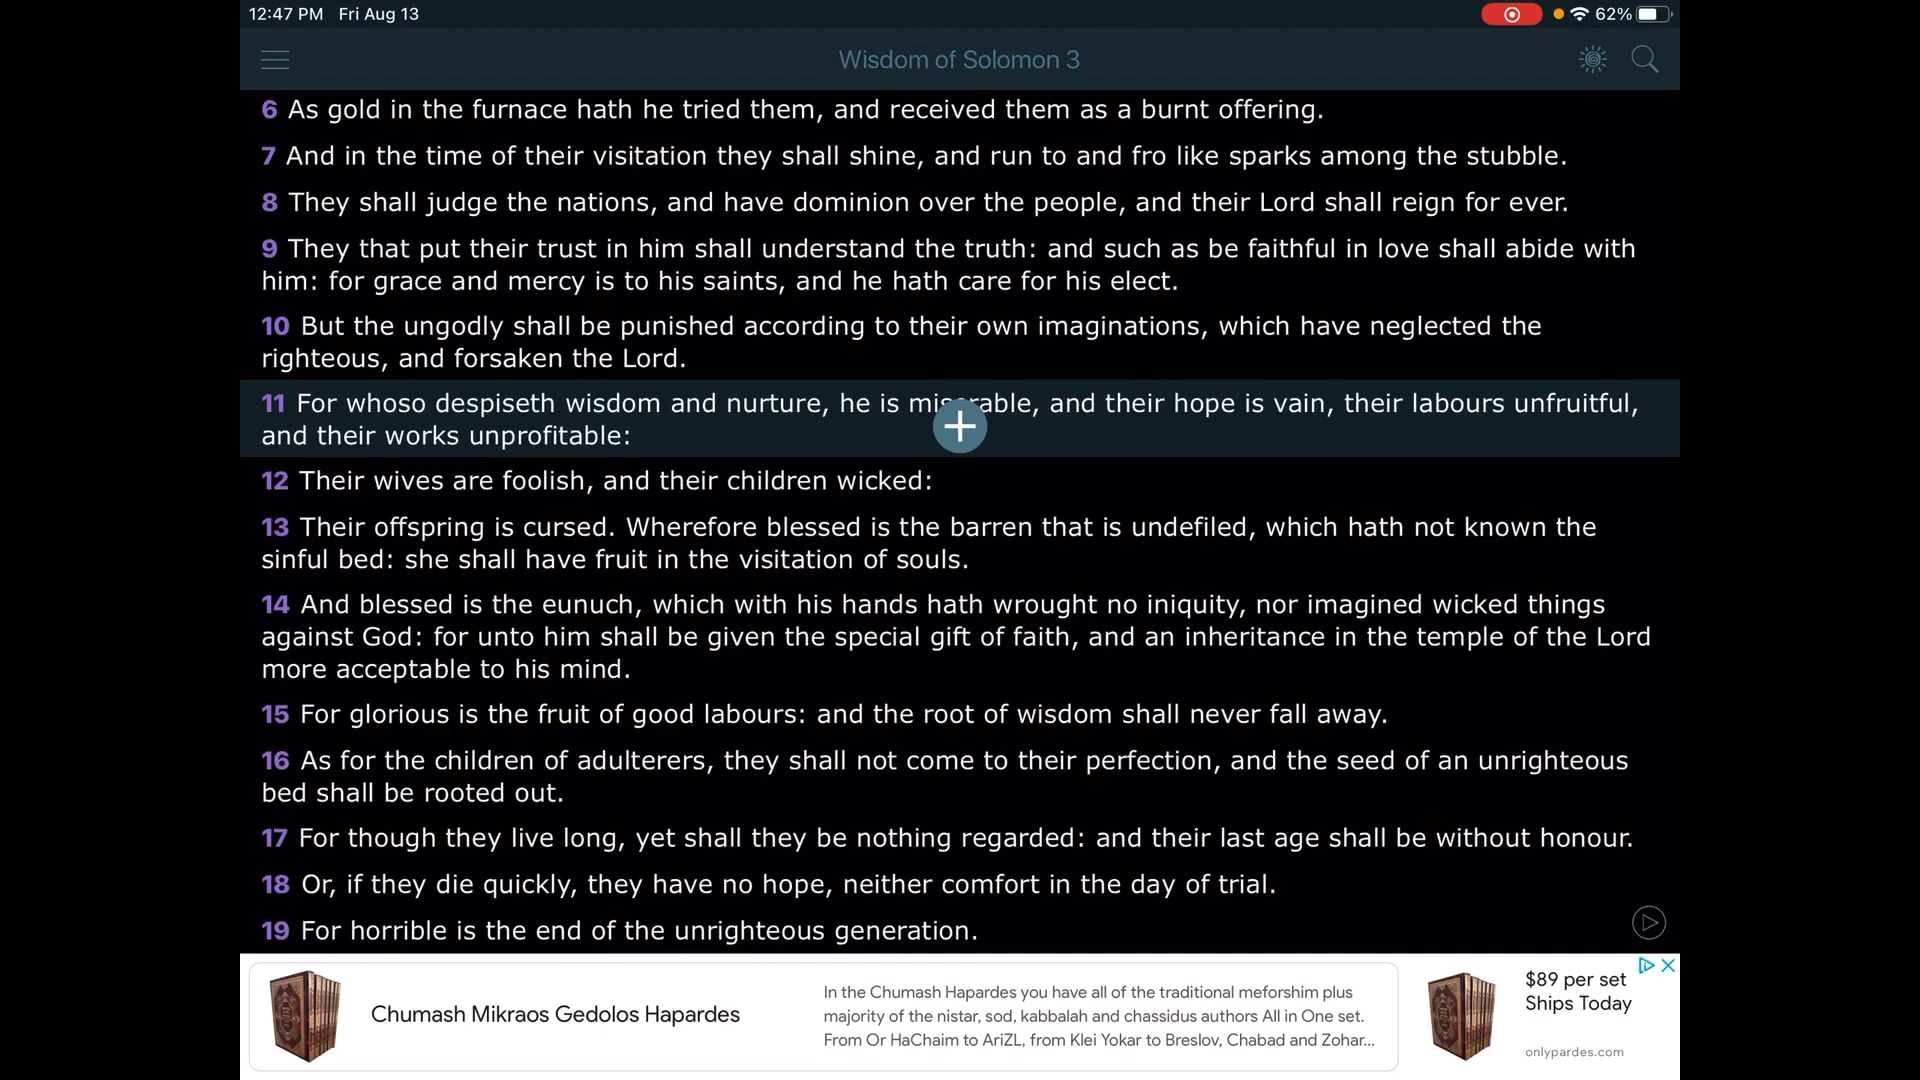 12:47 PM Fri Aug 13 62%
Wisdom of Solomon 3
6 As gold in the furnace hath he tried them, and received them as a burnt offering.
7 And in the time of their visitation they shall shine, and run to and fro like sparks among the stubble.
8 They shall judge the nations, and have dominion over the people, and their Lord shall reign for ever.
9 They that put their trust in him shall understand the truth: and such as be faithful in love shall abide with
him: for grace and mercy is to his saints, and he hath care for his elect.
10 But the ungodly shall be punished according to their own imaginations, which have neglected the
righteous, and forsaken the Lord.
11 For whoso despiseth wisdom and nurture, he is miserable, and their hope is vain, their labours unfruitful,
and their works unprofitable:
12 Their wives are foolish, and their children wicked:
13 Their offspring is cursed. Wherefore blessed is the barren that is undefiled, which hath not known the
sinful bed: she shall have fruit in the visitation of souls.
14 And blessed is the eunuch, which with his hands hath wrought no iniquity, nor imagined wicked things
against God: for unto him shall be given the special gift of faith, and an inheritance in the temple of the Lord
more acceptable to his mind.
15 For glorious is the fruit of good labours: and the root of wisdom shall never fall away.
16 As for the children of adulterers, they shall not come to their perfection, and the seed of an unrighteous
bed shall be rooted out.
17 For though they live long, yet shall they be nothing regarded: and their last age shall be without honour.
18 Or, if they die quickly, they have no hope, neither comfort in the day of trial.
19 For horrible is the end of the unrighteous generation.
Chumash Mikraos Gedolos Hapardes
In the Chumash Hapardes you have all of the traditional meforshim plus
majority of the nistar, sod, kabbalah and chassidus authors All in One set.
From Or HaChaim to AriZL, from Klei Yokar to Breslov, Chabad and Zohar...
$89 per set
Ships Today
onlypardes.com